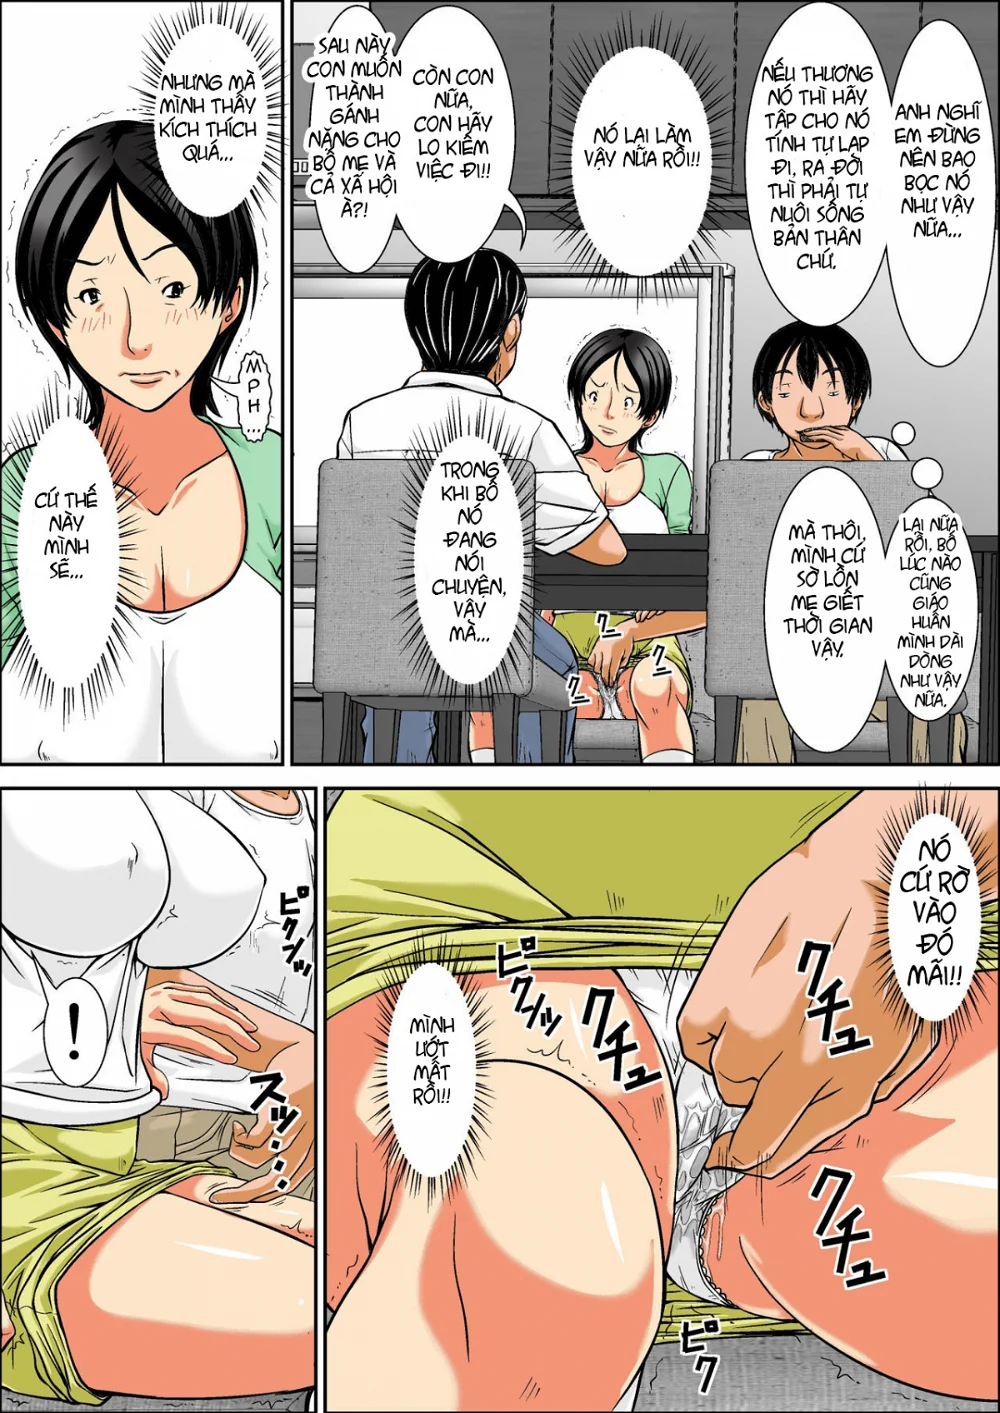 ANH NGHĨ
EM ĐỪNG
NÊN BAO
BỌC NÓ
NHƯ VẬY
NỮA...
NẾU THƯƠNG
NÓ THÌ HÃY
TẬP CHO NÓ
TÍNH TỰ LẬP
ĐI, RA ĐỜI
THÌ PHẢI TỰ
NUÔI SỐNG
BẢN THÂN
CHỨ.
NÓ LẠI LÀM
VẬY NỮA RỒI!!
CÒN CON
NỮA,
CON HÃY
LO KIẾM
VIỆC ĐI!!
SAU NÀY
CON MUỐN
THÀNH
GÁNH
NẶNG CHO
BỐ MẸ VÀ
CẢ XÃ HỘI
À?!
LẠI NỮA
RỒI, BỐ
LÚC NÀO
CŨNG
GIÁO
HUẤN
MÌNH DÀI
DÒNG
NHƯ VẬY
NỮA.
MÀ THÔI,
MÌNH CỨ
SỜ LỒN
MẸ GIẾT
THỜI GIAN
VẬY.
TRONG
KHI BỐ
NÓ
ĐANG
NÓI
CHUYỆN,
VẬY
MÀ...
クニ
クニ
NHƯNG MÀ
MÌNH THẤY
KÍCH THÍCH
QUÁ...
MPH...
CỨ THẾ
NÀY
MÌNH
SẼ...
NÓ
CỨ RỜ
VÀO
ĐÓ
MÃI!!
クチュ
クチュ
クチュ
ピクンッ
ピク
MÌNH
ƯỚT
MẤT
RỒI!!
ピクンッ
!
スッ...